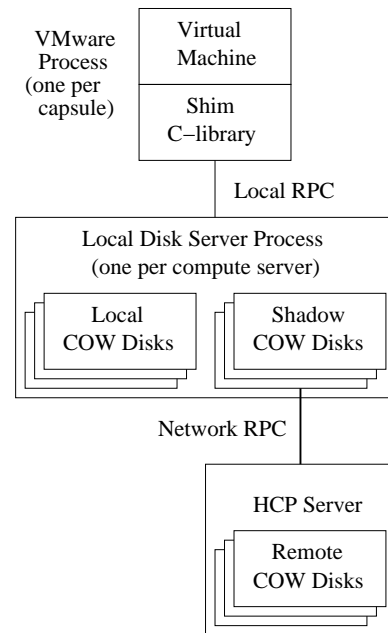 VMware
Process
(one per
capsule)
Virtual
Machine
Shim
C−library
Local RPC
Local Disk Server Process
(one per compute server)
Local
COW Disks
Shadow
COW Disks
Network RPC
HCP Server
Remote
COW Disks